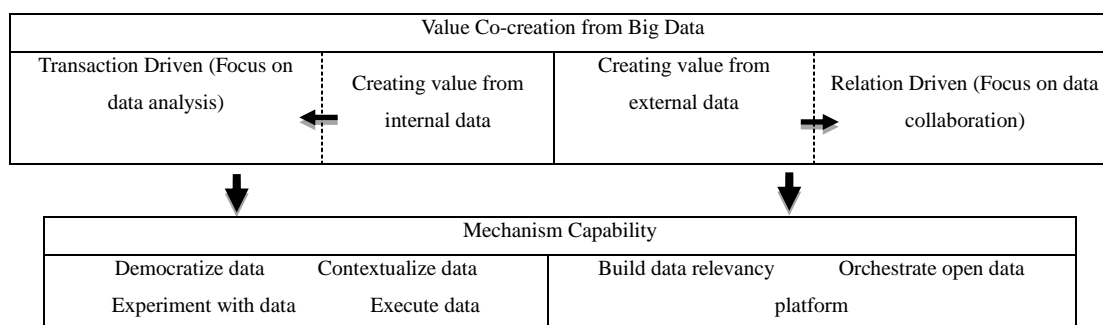 Value Co-creation from Big Data
Transaction Driven (Focus on
data analysis)
Creating value from
internal data
Creating value from
external data
Relation Driven (Focus on data
collaboration)
Mechanism Capability
Democratize data Contextualize data
Experiment with data Execute data
Build data relevancy Orchestrate open data
platform